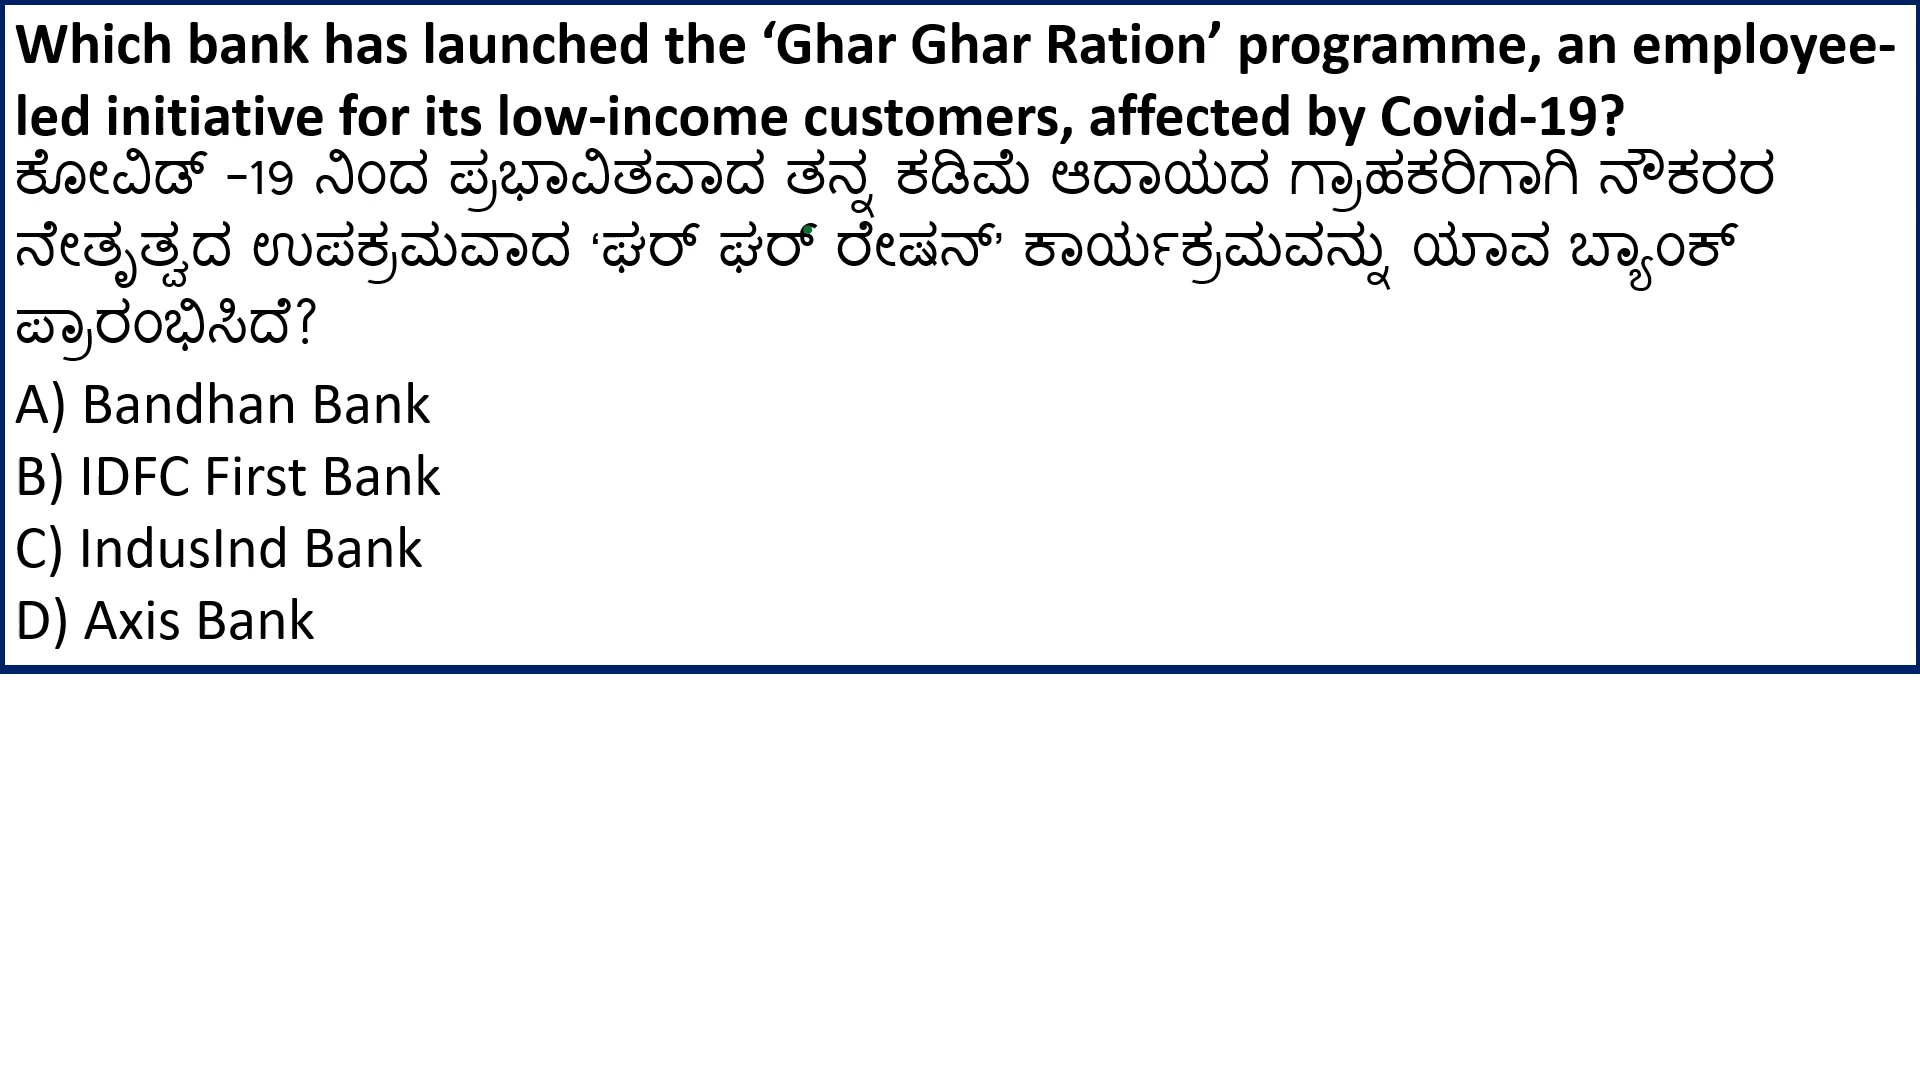 Which bank has launched the ‘Ghar Ghar Ration’ programme, an employee-
led initiative for its low-income customers, affected by Covid-19?
ಕೋವಿಡ್ -19 ನಿಂದ ಪ್ರಭಾವಿತವಾದ ತನ್ನ ಕಡಿಮೆ ಆದಾಯದ ಗ್ರಾಹಕರಿಗಾಗಿ ನೌಕರರ
ನೇತೃತ್ವದ ಉಪಕ್ರಮವಾದ ‘ಘರ್ ಘರ್ ರೇಷನ್’ ಕಾರ್ಯಕ್ರಮವನ್ನು ಯಾವ ಬ್ಯಾಂಕ್
ಪ್ರಾರಂಭಿಸಿದೆ?
A) Bandhan Bank
B) IDFC First Bank
C) IndusInd Bank
D) Axis Bank